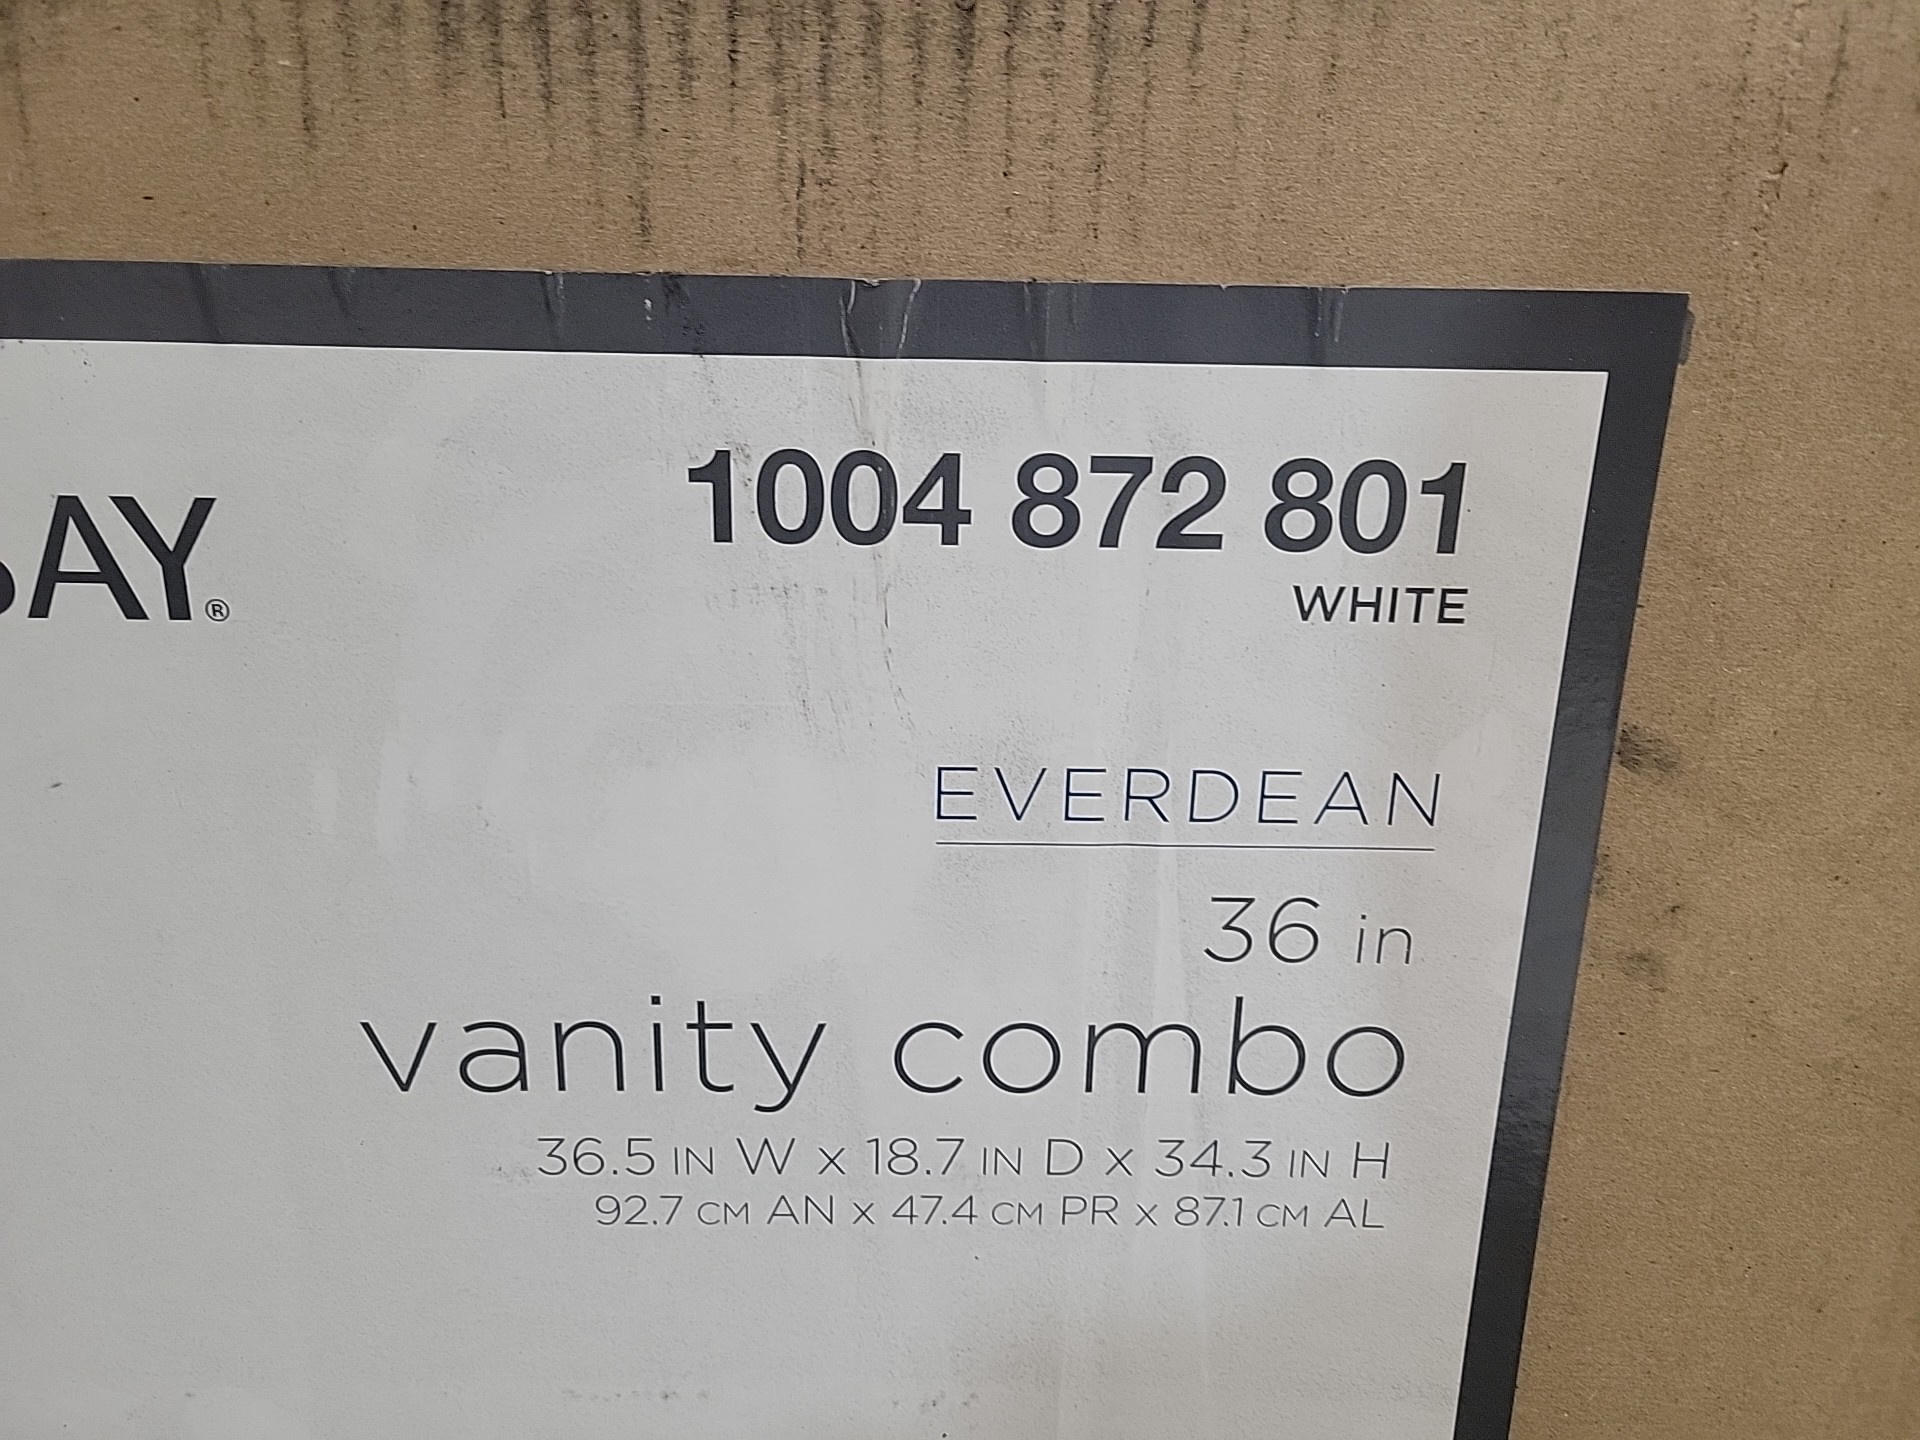 1004 872 801
AY®
WHITE
EVERDEAN
36 in
vanity combo
36.5 IN W x 18.7 IN D x 34.3 IN H
92.7 CM AN x 47.4 CM PR x 87.1 CM AL